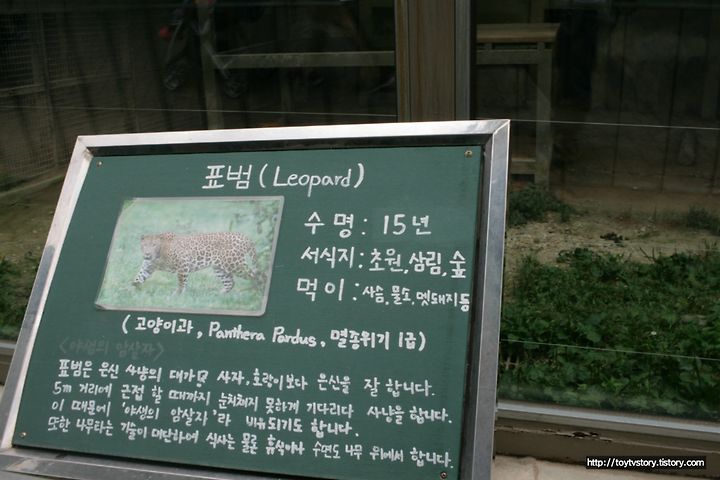 표범 (Leopard)
수명 : 15년
서식지 : 초원, 삼림, 숲
먹이 : 사슴, 물소, 멧돼지 등
(고양이과, Panthera Pardus, 멸종위기 1급)
<야생의 암살자>
표범은 은신 사냥의 대가! 사자, 호랑이보다 은신을 잘 합니다.
5m 거리에 근접 할 때까지 눈치채지 못하게 기다리다 사냥을 합니다.
이 때문에 '야생의 암살자' 라 비유되기도 합니다.
또한 나무타는 기술이 대단하여 식사는 물론 휴식이나 수면도 나무 위에서 합니다.
http://toytvstory.tistory.com